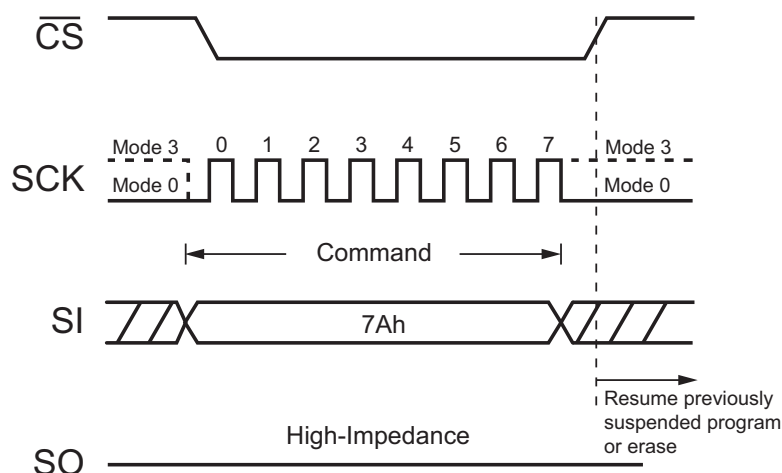 CS
Mode 3
0 1 2 3 4 5 6 7
Mode 3
SCK
Mode 0
Mode 0
Command
SI
7Ah
Resume previously
suspended program
or erase
High-Impedance
SO